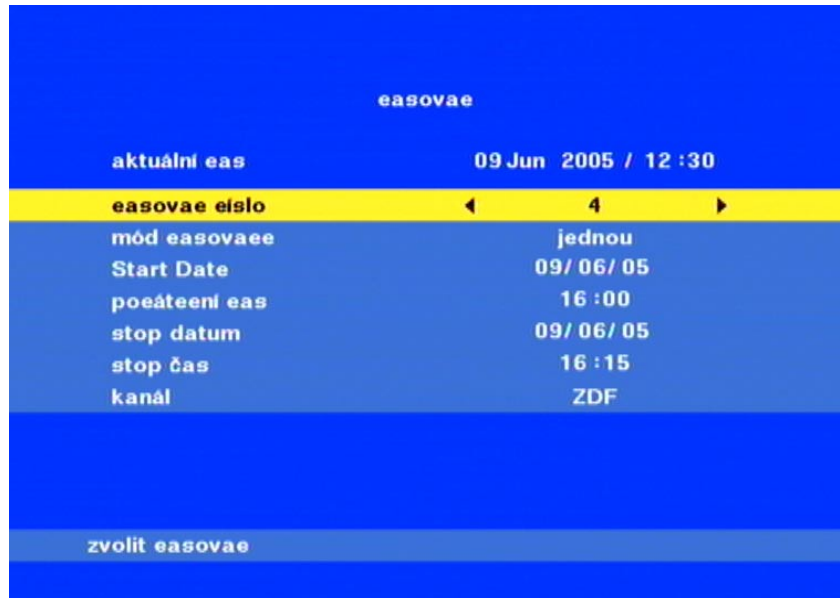 easovae
aktuální eas 09 Jun 2005 / 12:30
easovae eíslo 4
mód easovaee jednou
Start Date 09/ 06/ 05
poeáteení eas 16:00
stop datum 09/ 06/ 05
stop čas 16:15
kanál ZDF
zvolit easovae